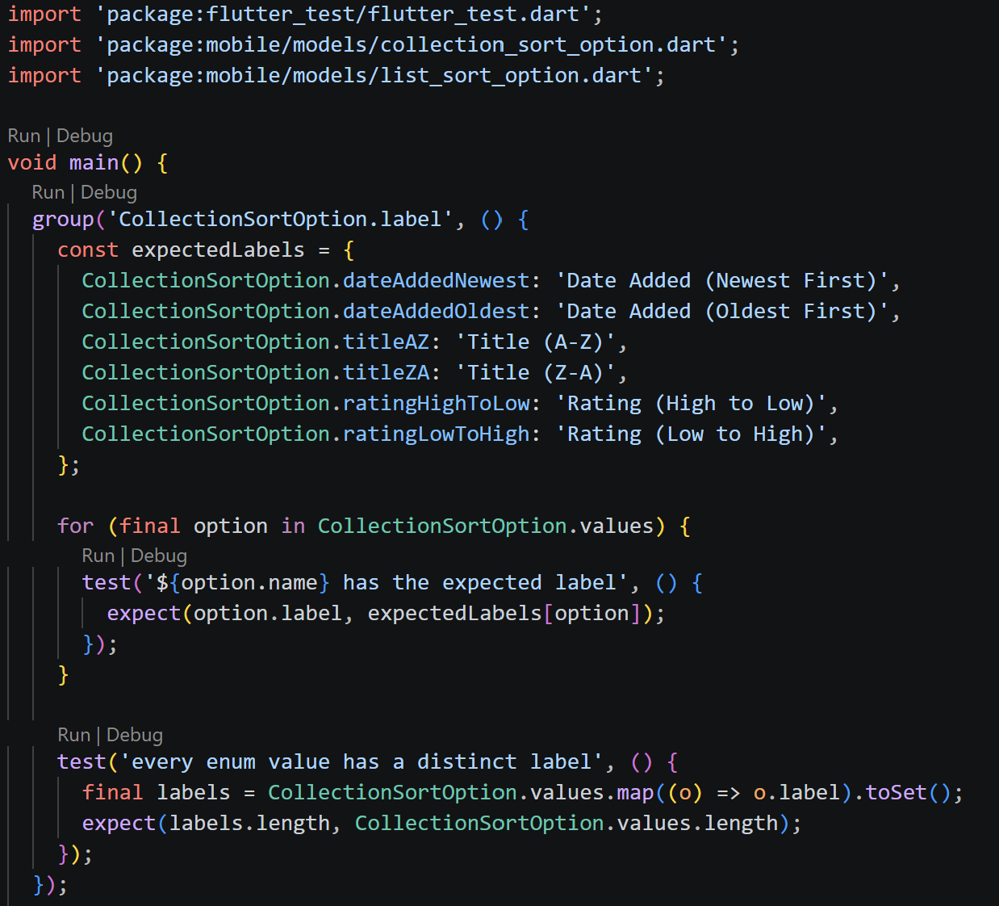 import 'package:flutter_test/flutter_test.dart';
import 'package:mobile/models/collection_sort_option.dart';
import 'package:mobile/models/list_sort_option.dart';
Run | Debug
void main() {
Run | Debug
group('CollectionSortOption.label', () {
const expectedLabels = {
CollectionSortOption.dateAddedNewest: 'Date Added (Newest First)',
CollectionSortOption.dateAddedOldest: 'Date Added (Oldest First)',
CollectionSortOption.titleAZ: 'Title (A-Z)',
CollectionSortOption.titleZA: 'Title (Z-A)',
CollectionSortOption.ratingHighToLow: 'Rating (High to Low)',
CollectionSortOption.ratingLowToHigh: 'Rating (Low to High)',
};
for (final option in CollectionSortOption.values) {
Run | Debug
test('${option.name} has the expected label', () {
expect(option.label, expectedLabels[option]);
});
}
Run | Debug
test('every enum value has a distinct label', () {
final labels = CollectionSortOption.values.map((o) => o.label).toSet();
expect(labels.length, CollectionSortOption.values.length);
});
});